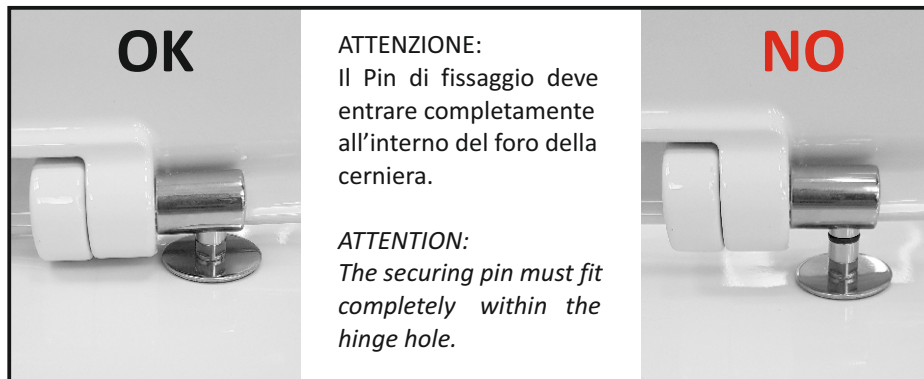 OK
ATTENZIONE:
Il Pin di fissaggio deve
entrare completamente
all’interno del foro della
cerniera.
ATTENTION:
The securing pin must fit
completely within the
hinge hole.
NO